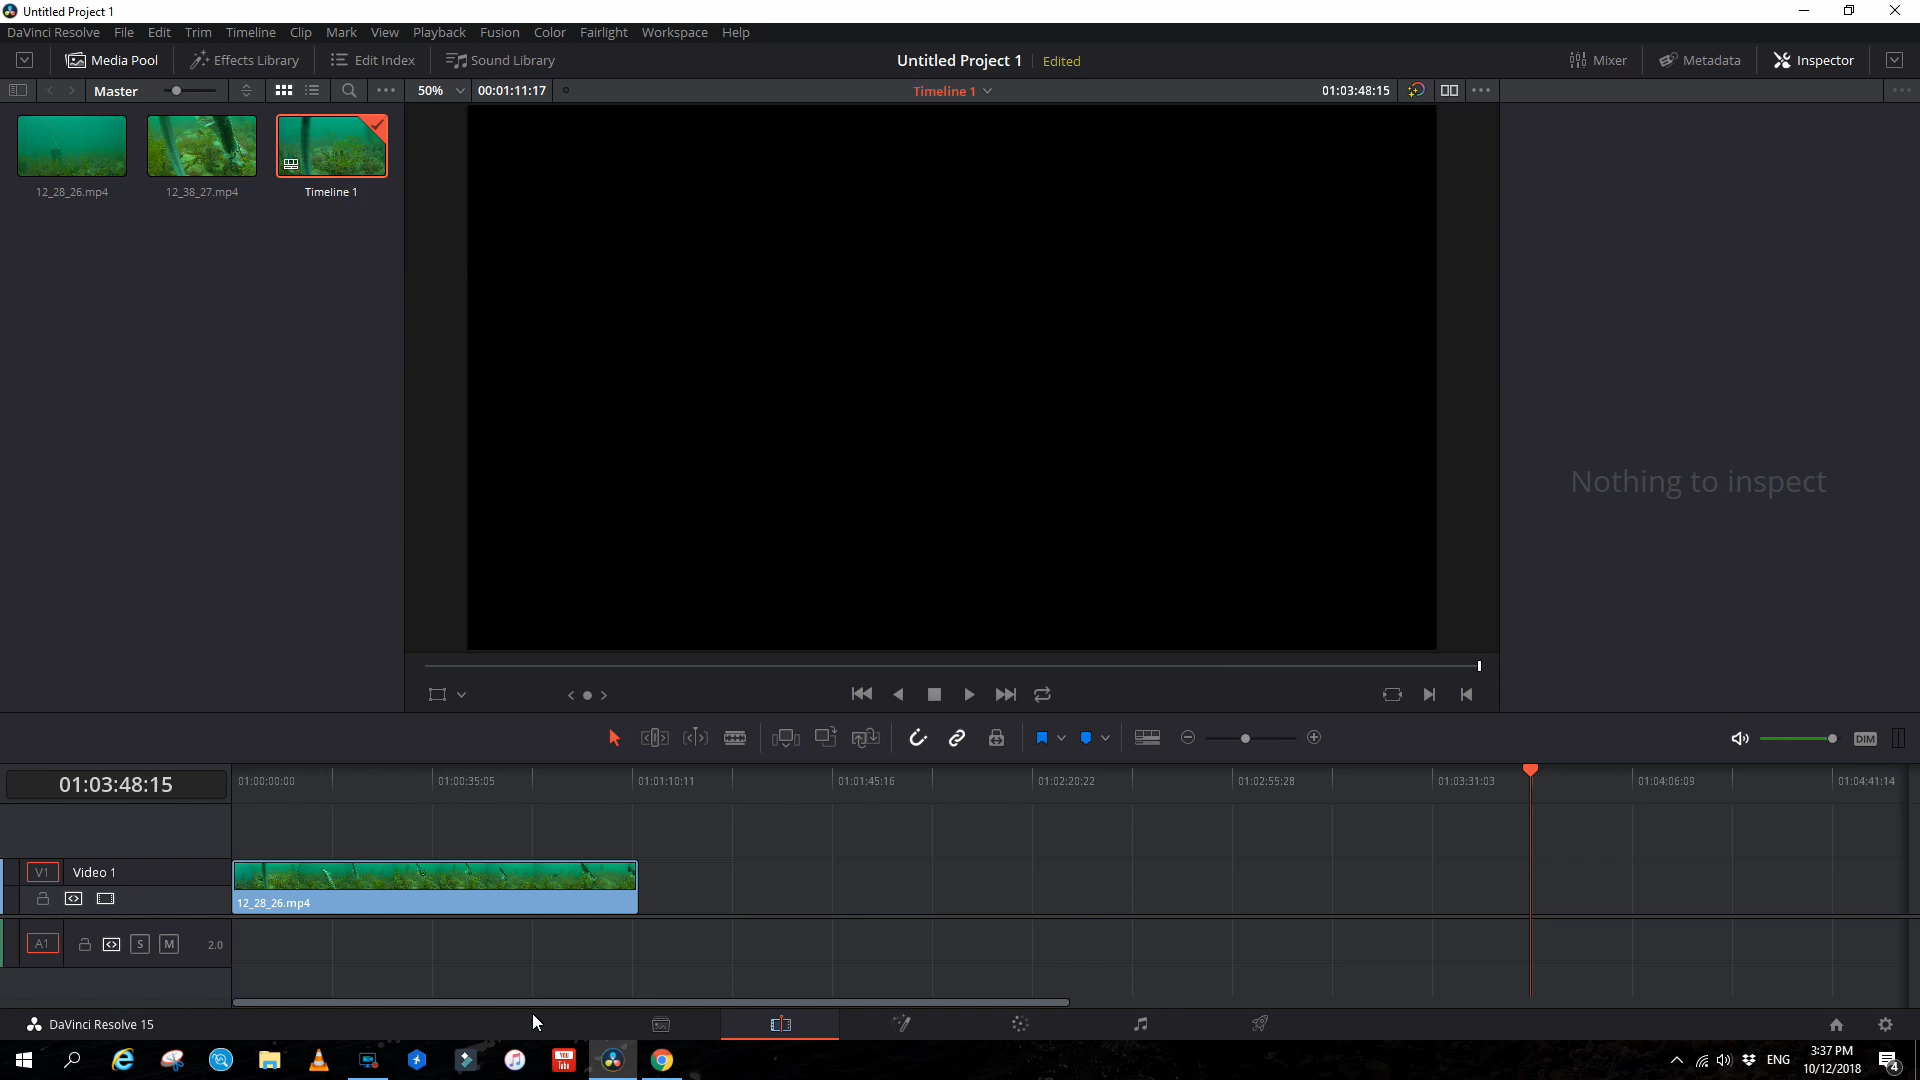 Untitled Project 1
DaVinci Resolve File Edit Trim Timeline Clip Mark View Playback Fusion Color Fairlight Workspace Help
Media Pool Effects Library Edit Index Sound Library Untitled Project 1 Edited Mixer Metadata Inspector
Master 50% 00:01:11:17 Timeline 1 01:03:48:15
12_28_26.mp4 12_38_27.mp4 Timeline 1
Nothing to inspect
DIM
01:03:48:15 01:00:00:00 01:00:35:05 01:01:10:11 01:01:45:16 01:02:20:22 01:02:55:28 01:03:31:03 01:04:06:09 01:04:41:14
V1 Video 1
12_28_26.mp4
A1 S M 2.0
DaVinci Resolve 15
You
Tube
ENG
3:37 PM
10/12/2018
4